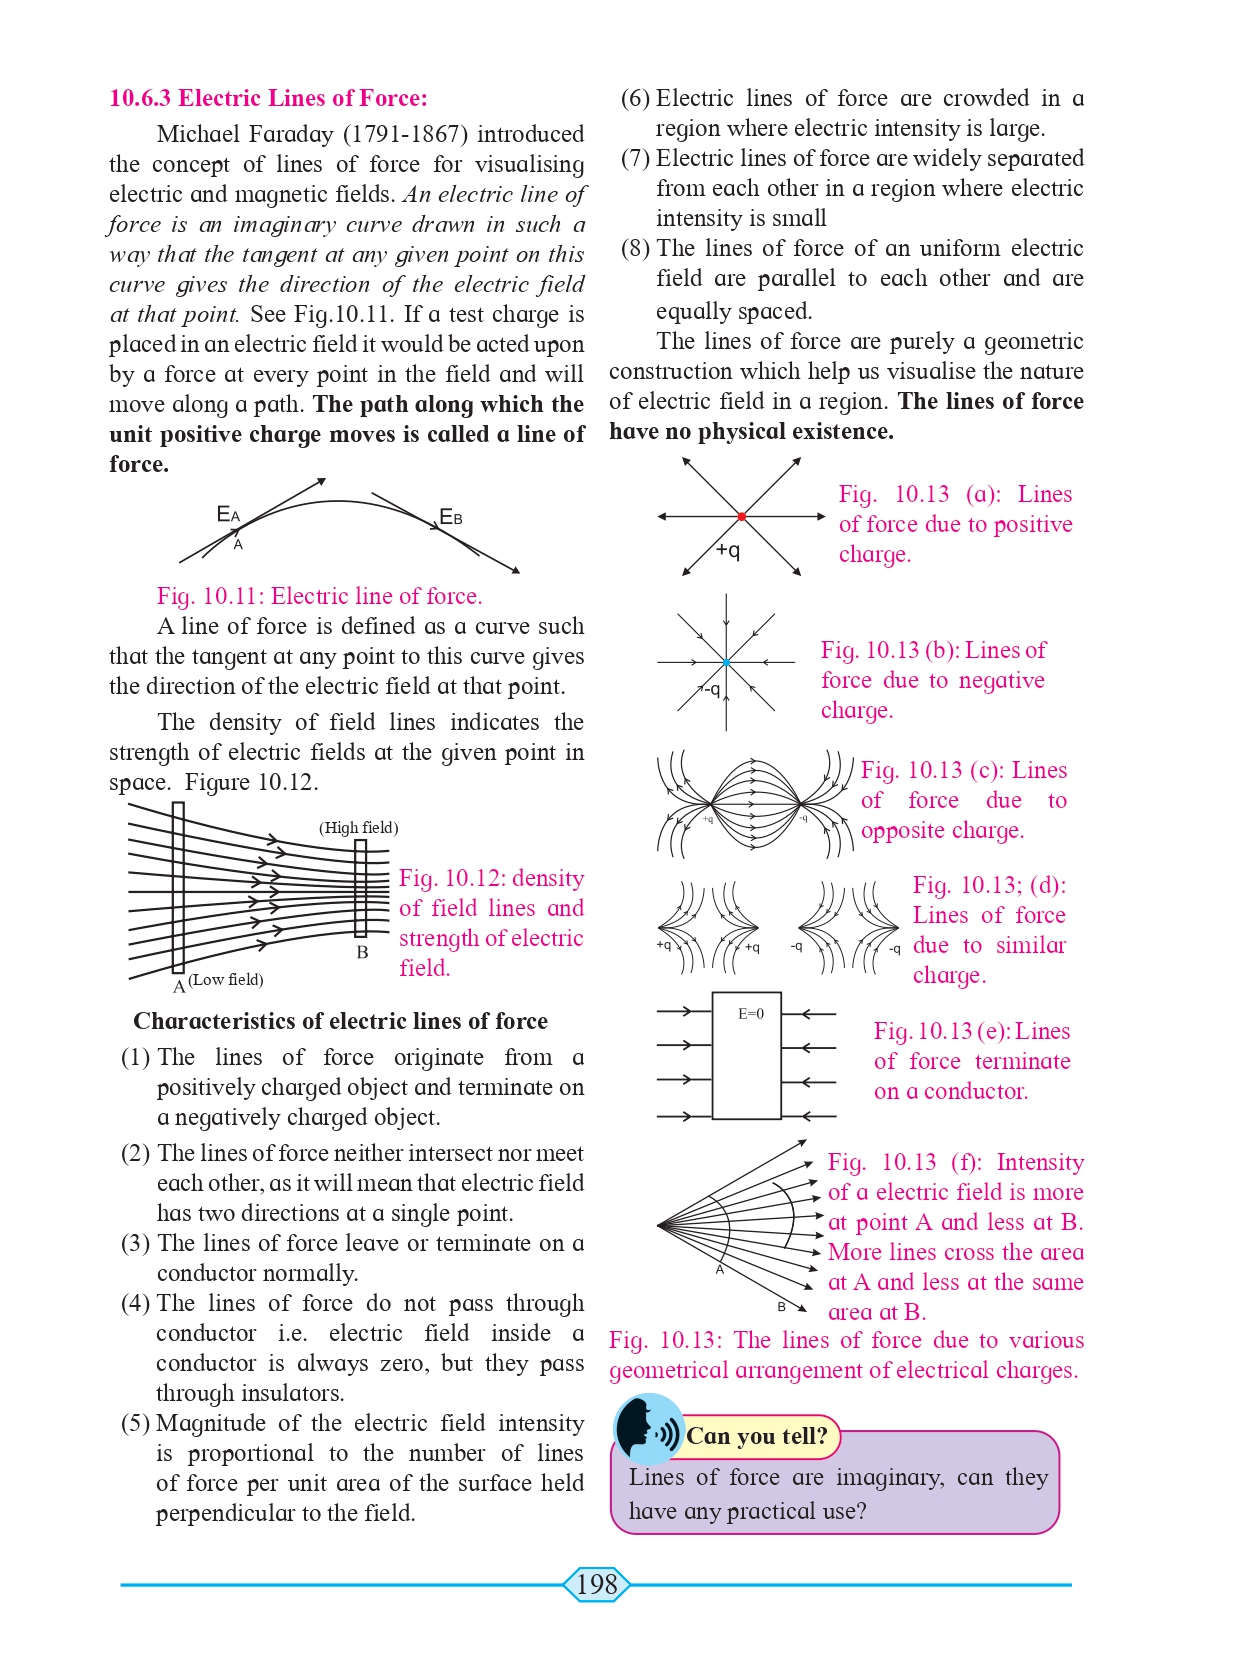 10.6.3 Electric Lines of Force:
Michael Faraday (1791-1867) introduced
the concept of lines of force for visualising
electric and magnetic fields. An electric line of
force is an imaginary curve drawn in such a
way that the tangent at any given point on this
curve gives the direction of the electric field
at that point. See Fig.10.11. If a test charge is
placed in an electric field it would be acted upon
by a force at every point in the field and will
move along a path. The path along which the
unit positive charge moves is called a line of
force.
EA
A
EB
Fig. 10.11: Electric line of force.
A line of force is defined as a curve such
that the tangent at any point to this curve gives
the direction of the electric field at that point.
The density of field lines indicates the
strength of electric fields at the given point in
space. Figure 10.12.
(High field)
B
A (Low field)
Fig. 10.12: density
of field lines and
strength of electric
field.
Characteristics of electric lines of force
(1) The lines of force originate from a
positively charged object and terminate on
a negatively charged object.
(2) The lines of force neither intersect nor meet
each other, as it will mean that electric field
has two directions at a single point.
(3) The lines of force leave or terminate on a
conductor normally.
(4) The lines of force do not pass through
conductor i.e. electric field inside a
conductor is always zero, but they pass
through insulators.
(5) Magnitude of the electric field intensity
is proportional to the number of lines
of force per unit area of the surface held
perpendicular to the field.
(6) Electric lines of force are crowded in a
region where electric intensity is large.
(7) Electric lines of force are widely separated
from each other in a region where electric
intensity is small
(8) The lines of force of an uniform electric
field are parallel to each other and are
equally spaced.
The lines of force are purely a geometric
construction which help us visualise the nature
of electric field in a region. The lines of force
have no physical existence.
+q
Fig. 10.13 (a): Lines
of force due to positive
charge.
-q
Fig. 10.13 (b): Lines of
force due to negative
charge.
+q
-q
Fig. 10.13 (c): Lines
of force due to
opposite charge.
+q
+q
-q
-q
Fig. 10.13; (d):
Lines of force
due to similar
charge.
E=0
Fig. 10.13 (e): Lines
of force terminate
on a conductor.
A
B
Fig. 10.13 (f): Intensity
of a electric field is more
at point A and less at B.
More lines cross the area
at A and less at the same
area at B.
Fig. 10.13: The lines of force due to various
geometrical arrangement of electrical charges.
Can you tell?
Lines of force are imaginary, can they
have any practical use?
198